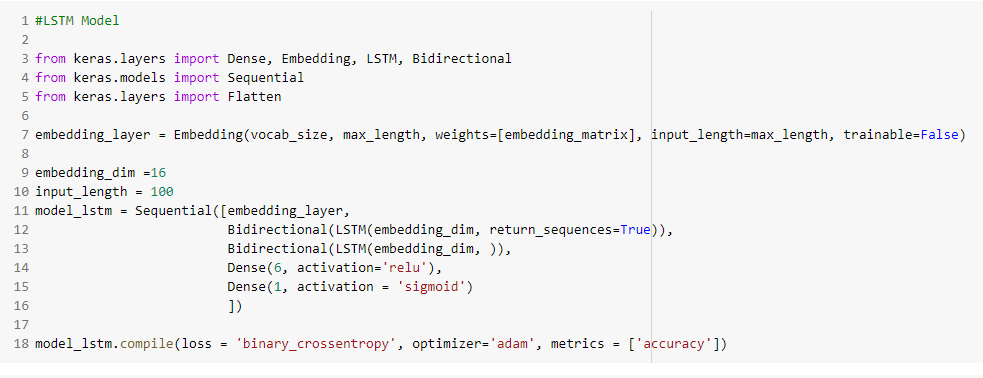 1 #LSTM Model
2
3 from keras.layers import Dense, Embedding, LSTM, Bidirectional
4 from keras.models import Sequential
5 from keras.layers import Flatten
6
7 embedding_layer = Embedding(vocab_size, max_length, weights=[embedding_matrix], input_length=max_length, trainable=False)
8
9 embedding_dim =16
10 input_length = 100
11 model_lstm = Sequential([embedding_layer,
12                         Bidirectional(LSTM(embedding_dim, return_sequences=True)),
13                         Bidirectional(LSTM(embedding_dim, )),
14                         Dense(6, activation='relu'),
15                         Dense(1, activation = 'sigmoid')
16                         ])
17
18 model_lstm.compile(loss = 'binary_crossentropy', optimizer='adam', metrics = ['accuracy'])